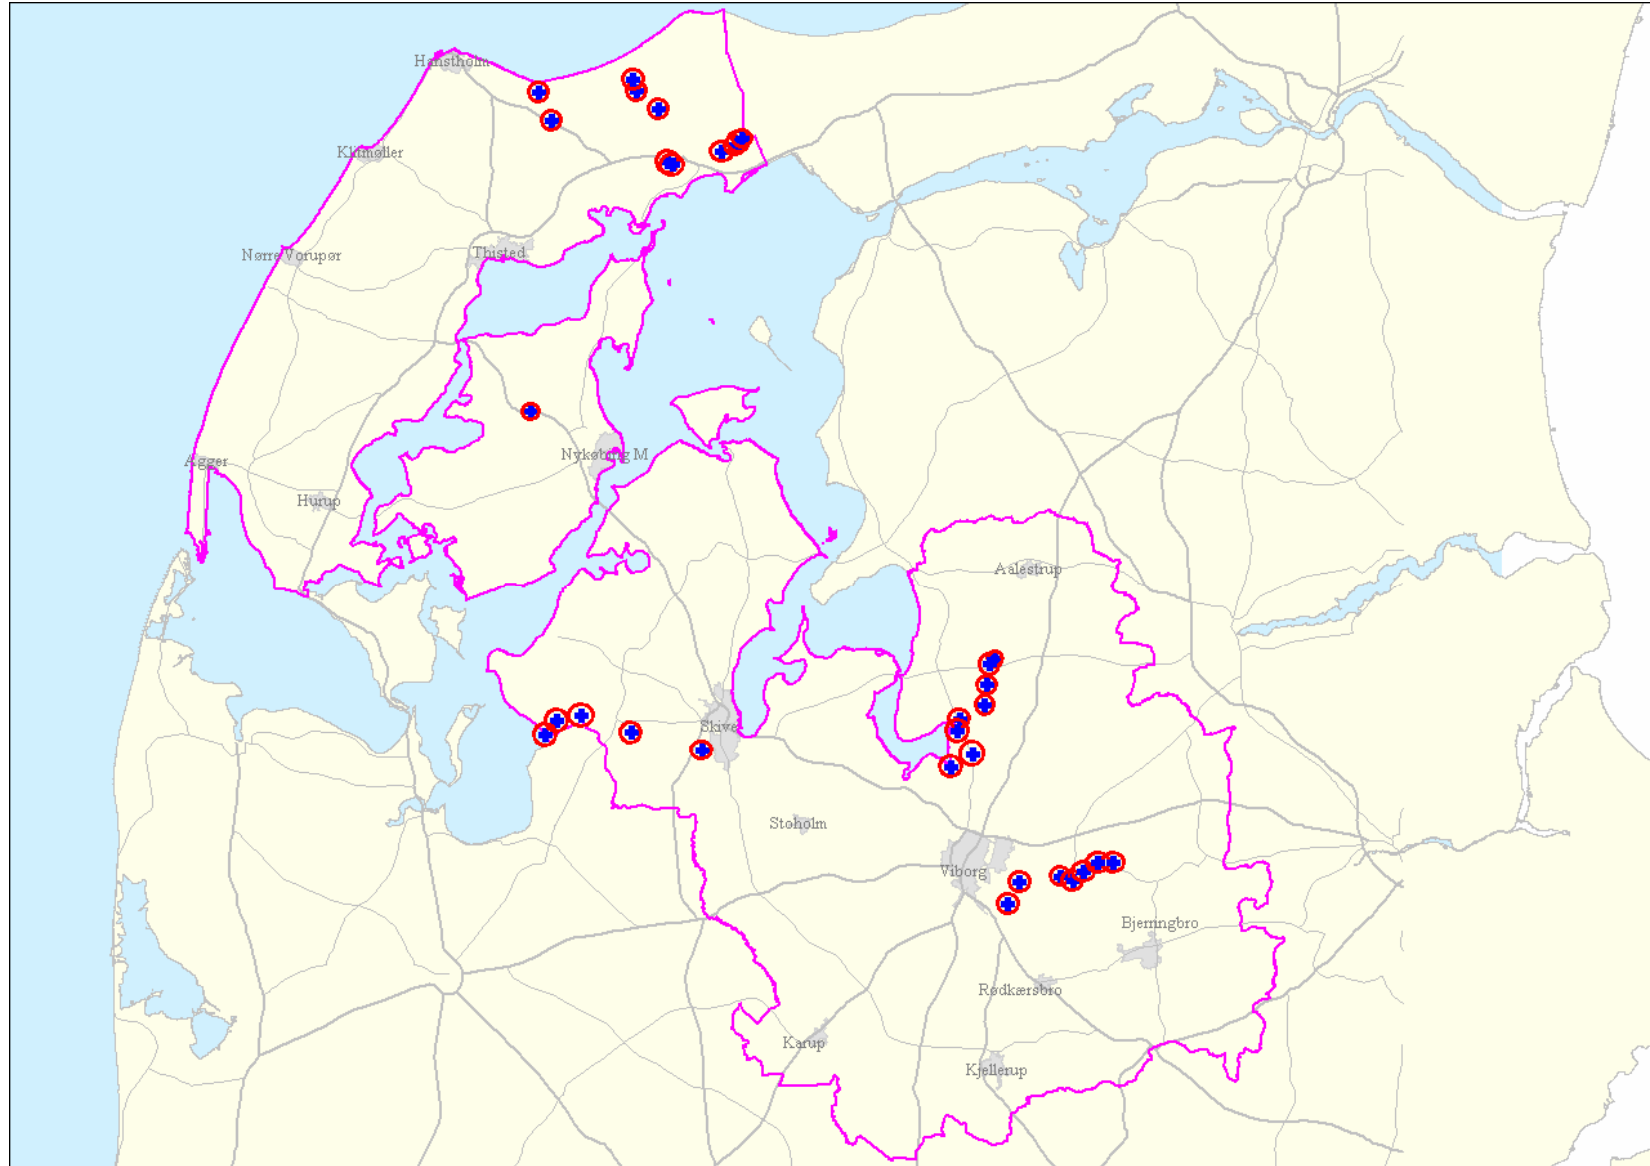 Hanstholm
Klitmøller
Nørre Vorupør
Thisted
Nykøbing M
Agger
Hurup
Aalestrup
Skive
Stoholm
Viborg
Bjerringbro
Rødkærsbro
Karup
Kjellerup